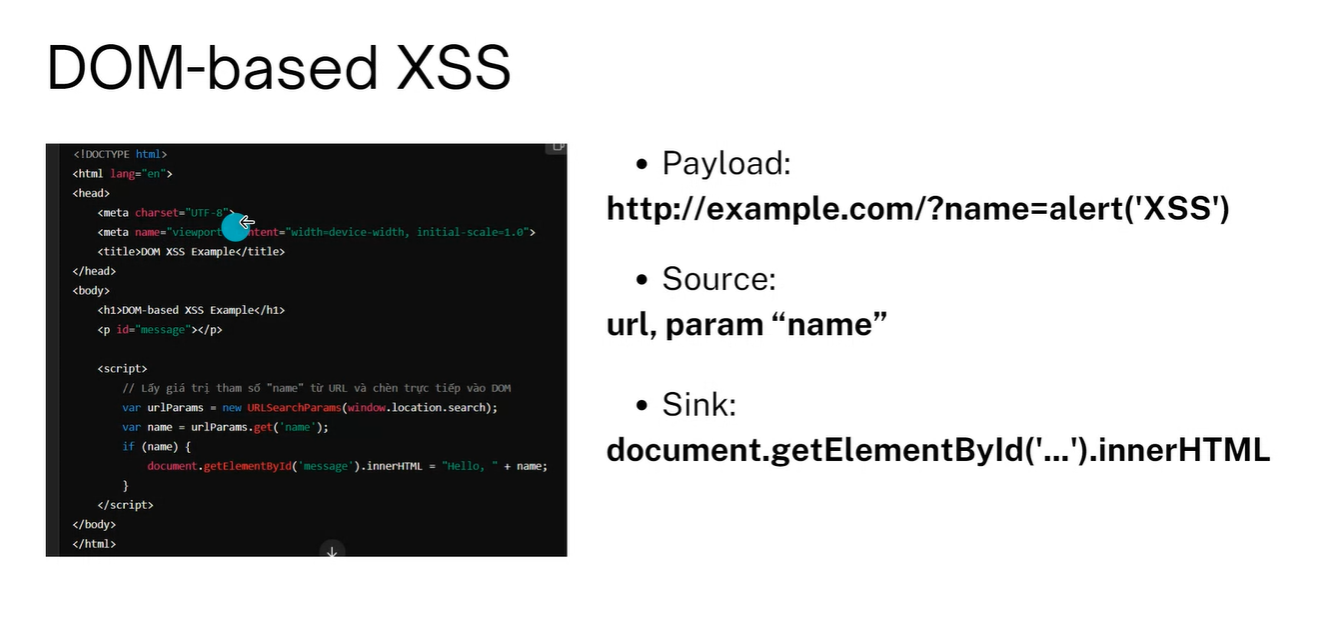 DOM-based XSS
<!DOCTYPE html>
<html lang="en">
<head>
<meta charset="UTF-8">
<meta name="viewport" content="width=device-width, initial-scale=1.0">
<title>DOM XSS Example</title>
</head>
<body>
<h1>DOM-based XSS Example</h1>
<p id="message"></p>
<script>
// Lấy giá trị tham số "name" từ URL và chèn trực tiếp vào DOM
var urlParams = new URLSearchParams(window.location.search);
var name = urlParams.get('name');
if (name) {
document.getElementById('message').innerHTML = "Hello, " + name;
}
</script>
</body>
</html>
• Payload:
http://example.com/?name=alert('XSS')
• Source:
url, param “name”
• Sink:
document.getElementById('...').innerHTML